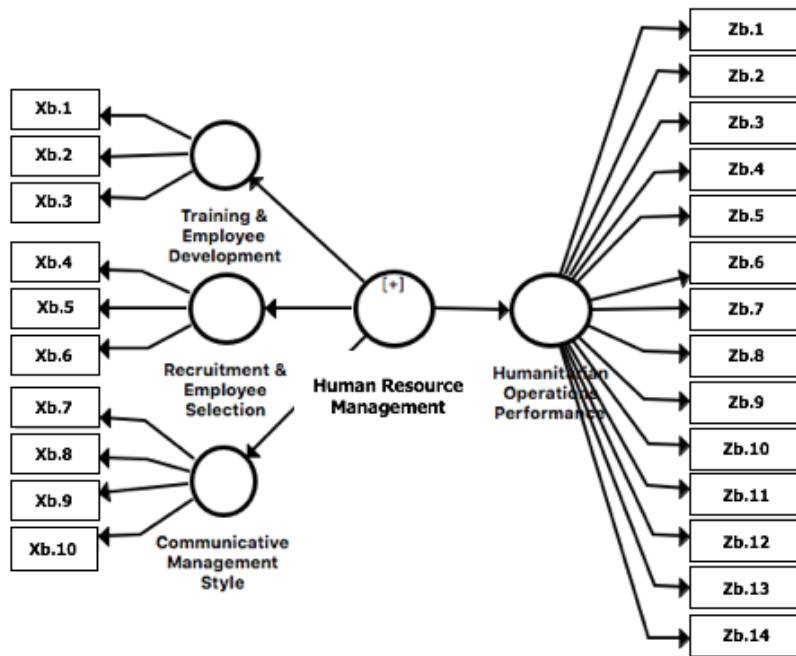 Xb.1
Xb.2
Xb.3
Training &
Employee
Development
Xb.4
Xb.5
Xb.6
Recruitment &
Employee
Selection
Xb.7
Xb.8
Xb.9
Xb.10
Communicative
Management
Style
[+]
Human Resource
Management
Humanitarian
Operations
Performance
Zb.1
Zb.2
Zb.3
Zb.4
Zb.5
Zb.6
Zb.7
Zb.8
Zb.9
Zb.10
Zb.11
Zb.12
Zb.13
Zb.14